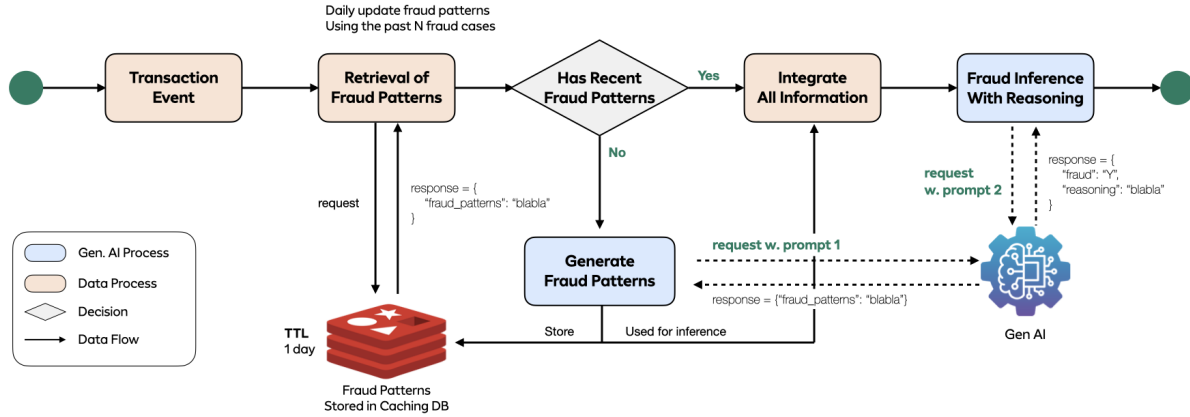 Daily update fraud patterns
Using the past N fraud cases
Transaction
Event
Retrieval of
Fraud Patterns
Has Recent
Fraud Patterns
Yes
Integrate
All Information
Fraud Inference
With Reasoning
No
request
response = {
"fraud_patterns": "blabla"
}
request
w. prompt 2
response = {
"fraud": "Y",
"reasoning": "blabla"
}
Gen. AI Process
Data Process
Decision
Data Flow
Generate
Fraud Patterns
request w. prompt 1
response = {"fraud_patterns": "blabla"}
Store
Used for inference
TTL
1 day
Fraud Patterns
Stored in Caching DB
Gen AI